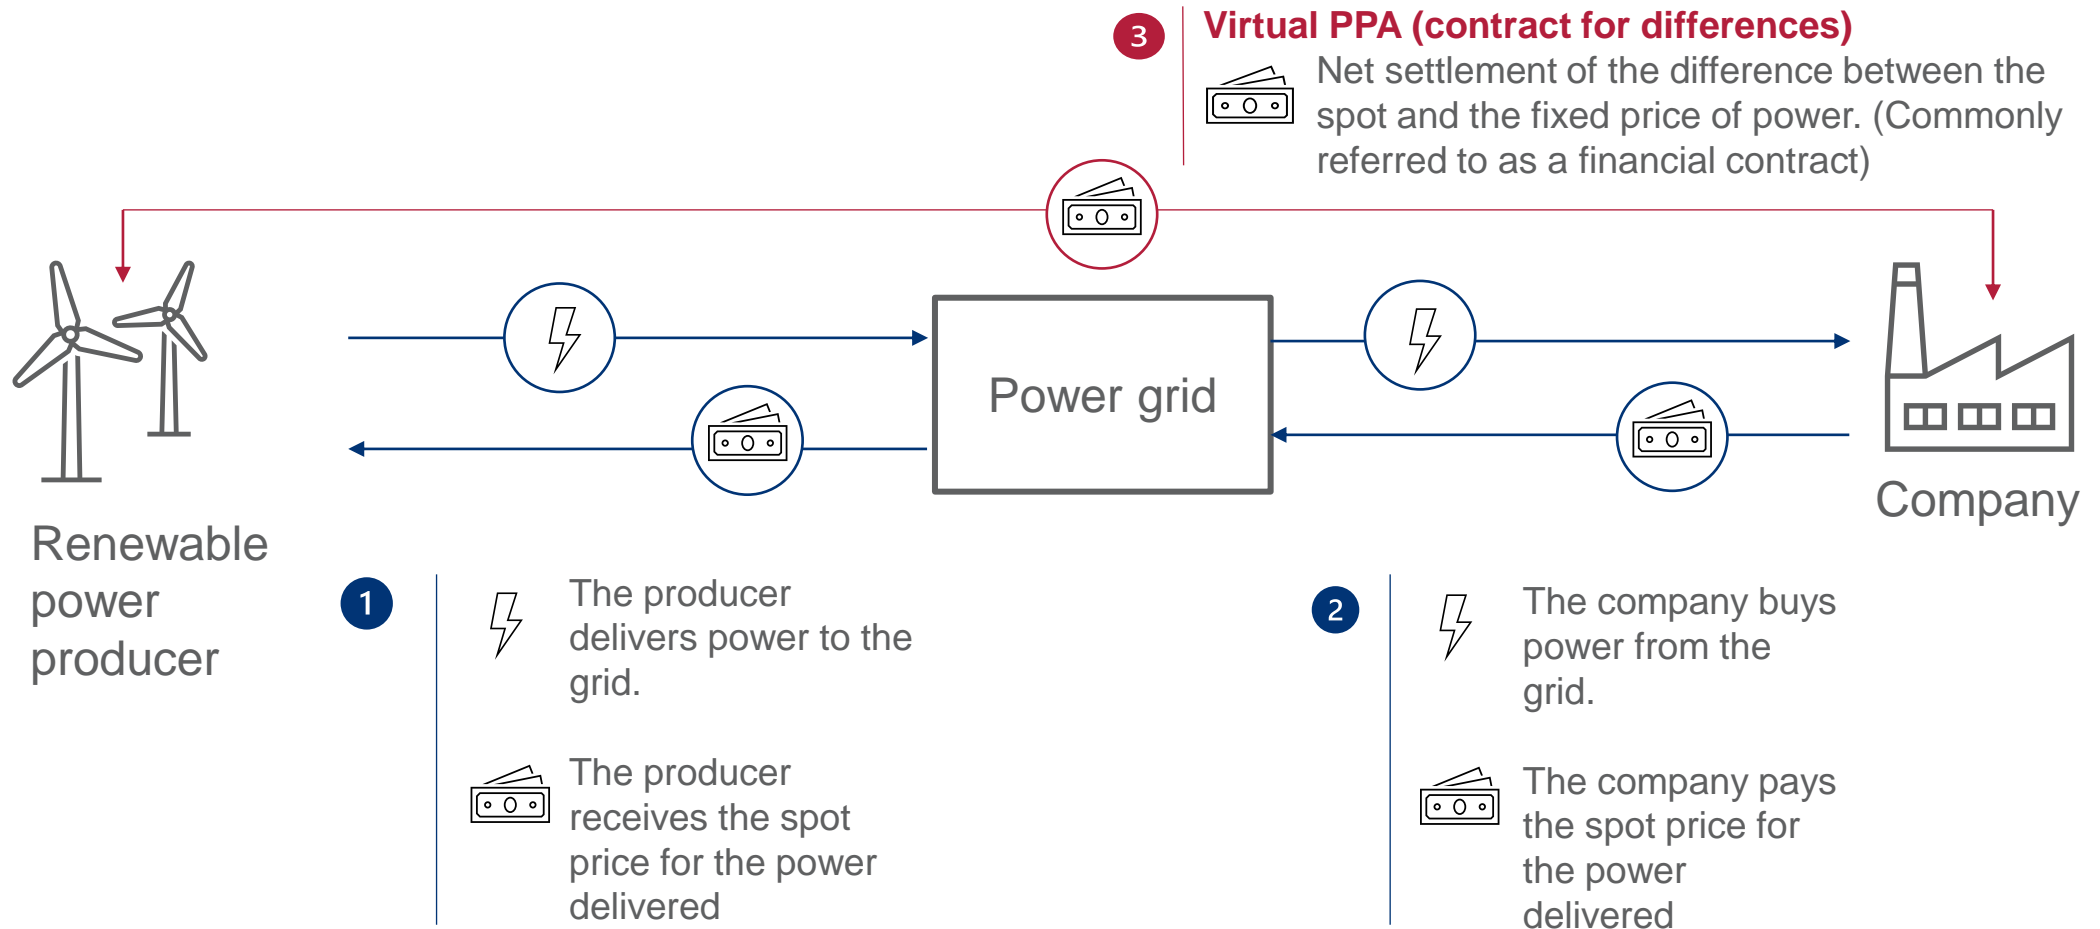 3
Virtual PPA (contract for differences)
Net settlement of the difference between the
spot and the fixed price of power. (Commonly
referred to as a financial contract)
Power grid
Renewable
power
producer
Company
1
The producer
delivers power to the
grid.
The producer
receives the spot
price for the power
delivered
2
The company buys
power from the
grid.
The company pays
the spot price for
the power
delivered